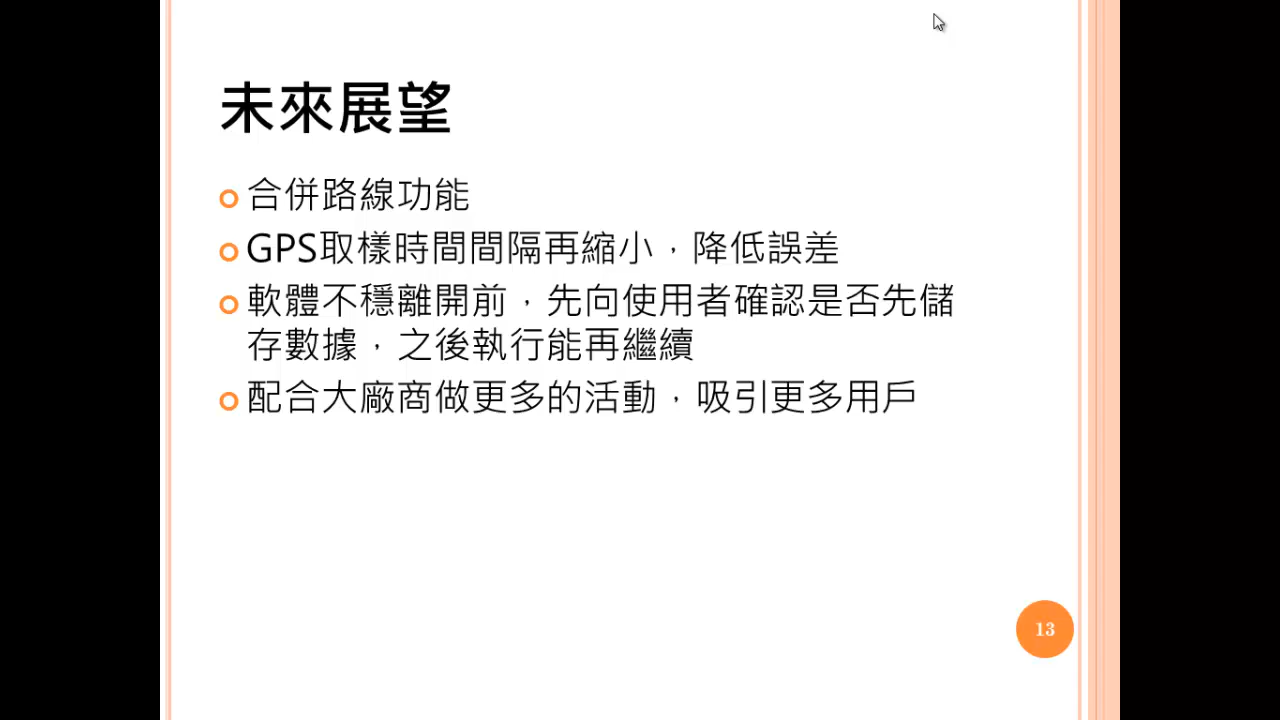 未來展望
合併路線功能
GPS取樣時間間隔再縮小，降低誤差
軟體不穩離開前，先向使用者確認是否先儲
存數據，之後執行能再繼續
配合大廠商做更多的活動，吸引更多用戶
13